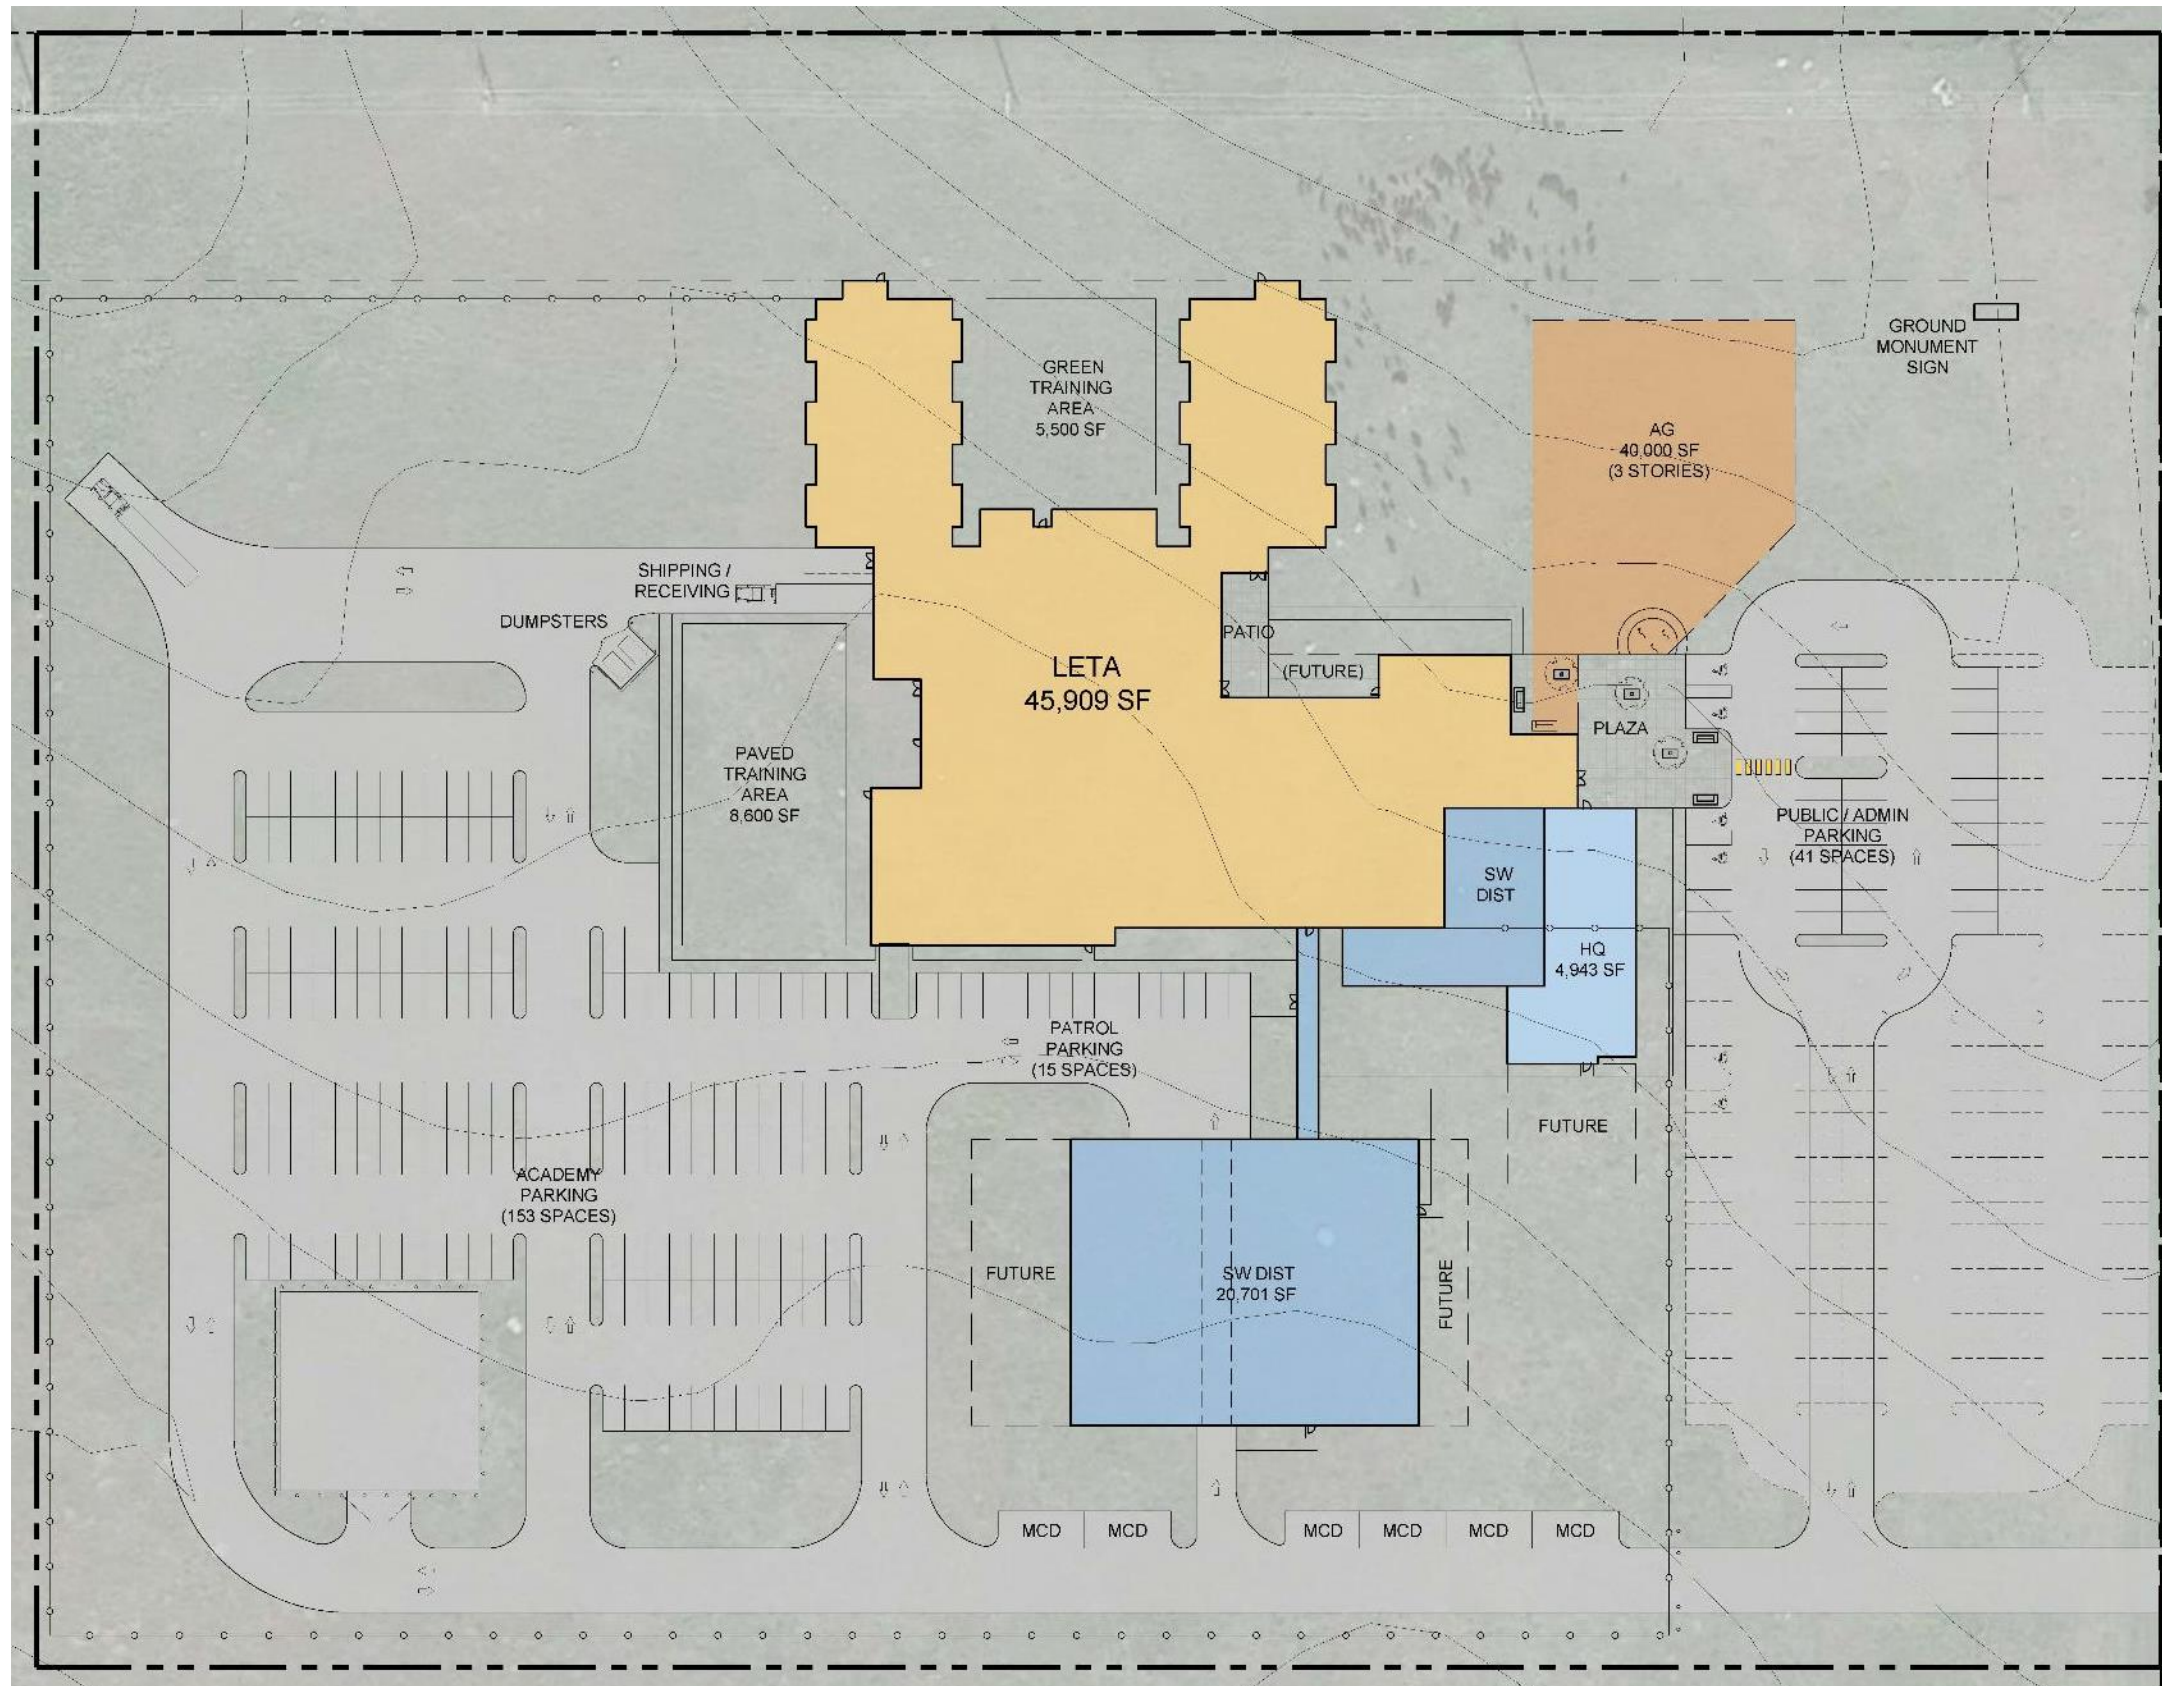 GROUND
MONUMENT
SIGN
GREEN
TRAINING
AREA
5,500 SF
AG
40,000 SF
(3 STORIES)
SHIPPING /
RECEIVING
DUMPSTERS
PATIO
(FUTURE)
LETA
45,909 SF
PLAZA
PAVED
TRAINING
AREA
8,600 SF
PUBLIC / ADMIN
PARKING
(41 SPACES)
SW
DIST
HQ
4,943 SF
PATROL
PARKING
(15 SPACES)
FUTURE
ACADEMY
PARKING
(153 SPACES)
FUTURE
SW DIST
20,701 SF
FUTURE
MCD
MCD
MCD
MCD
MCD
MCD